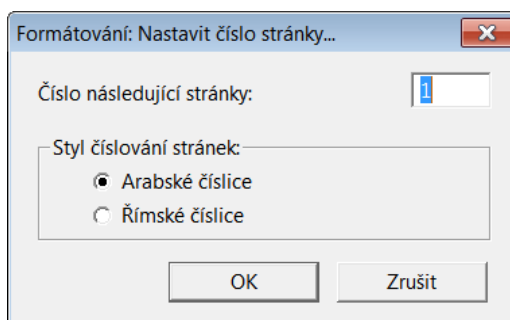 Formátování: Nastavit číslo stránky...
Číslo následující stránky: 1
Styl číslování stránek:
Arabské číslice
Římské číslice
OK Zrušit